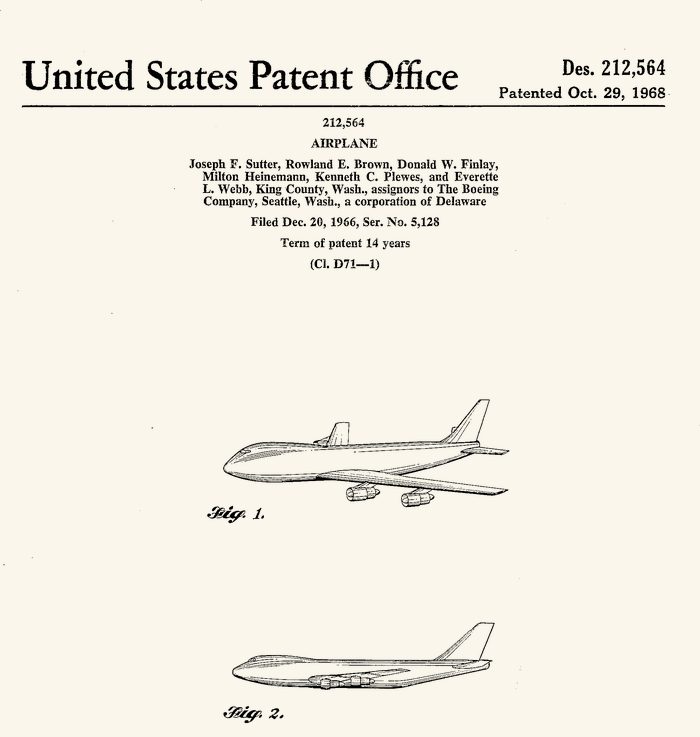 United States Patent Office
Des. 212,564
Patented Oct. 29, 1968
212,564
AIRPLANE
Joseph F. Sutter, Rowland E. Brown, Donald W. Finlay,
Milton Heinemann, Kenneth C. Plewes, and Everette
L. Webb, King County, Wash., assignors to The Boeing
Company, Seattle, Wash., a corporation of Delaware
Filed Dec. 20, 1966, Ser. No. 5,128
Term of patent 14 years
(Cl. D71—1)
Fig. 1.
Fig. 2.